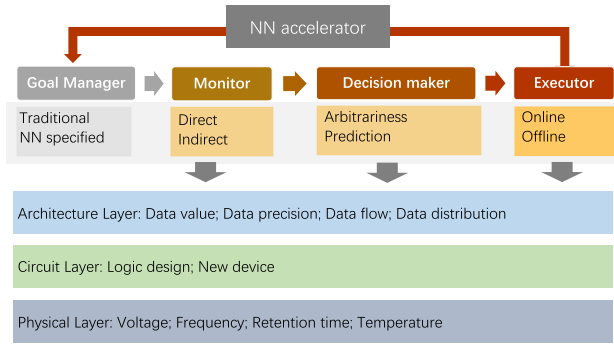 NN accelerator
Goal Manager
Monitor
Decision maker
Executor
Traditional
NN specified
Direct
Indirect
Arbitrariness
Prediction
Online
Offline
Architecture Layer: Data value; Data precision; Data flow; Data distribution
Circuit Layer: Logic design; New device
Physical Layer: Voltage; Frequency; Retention time; Temperature